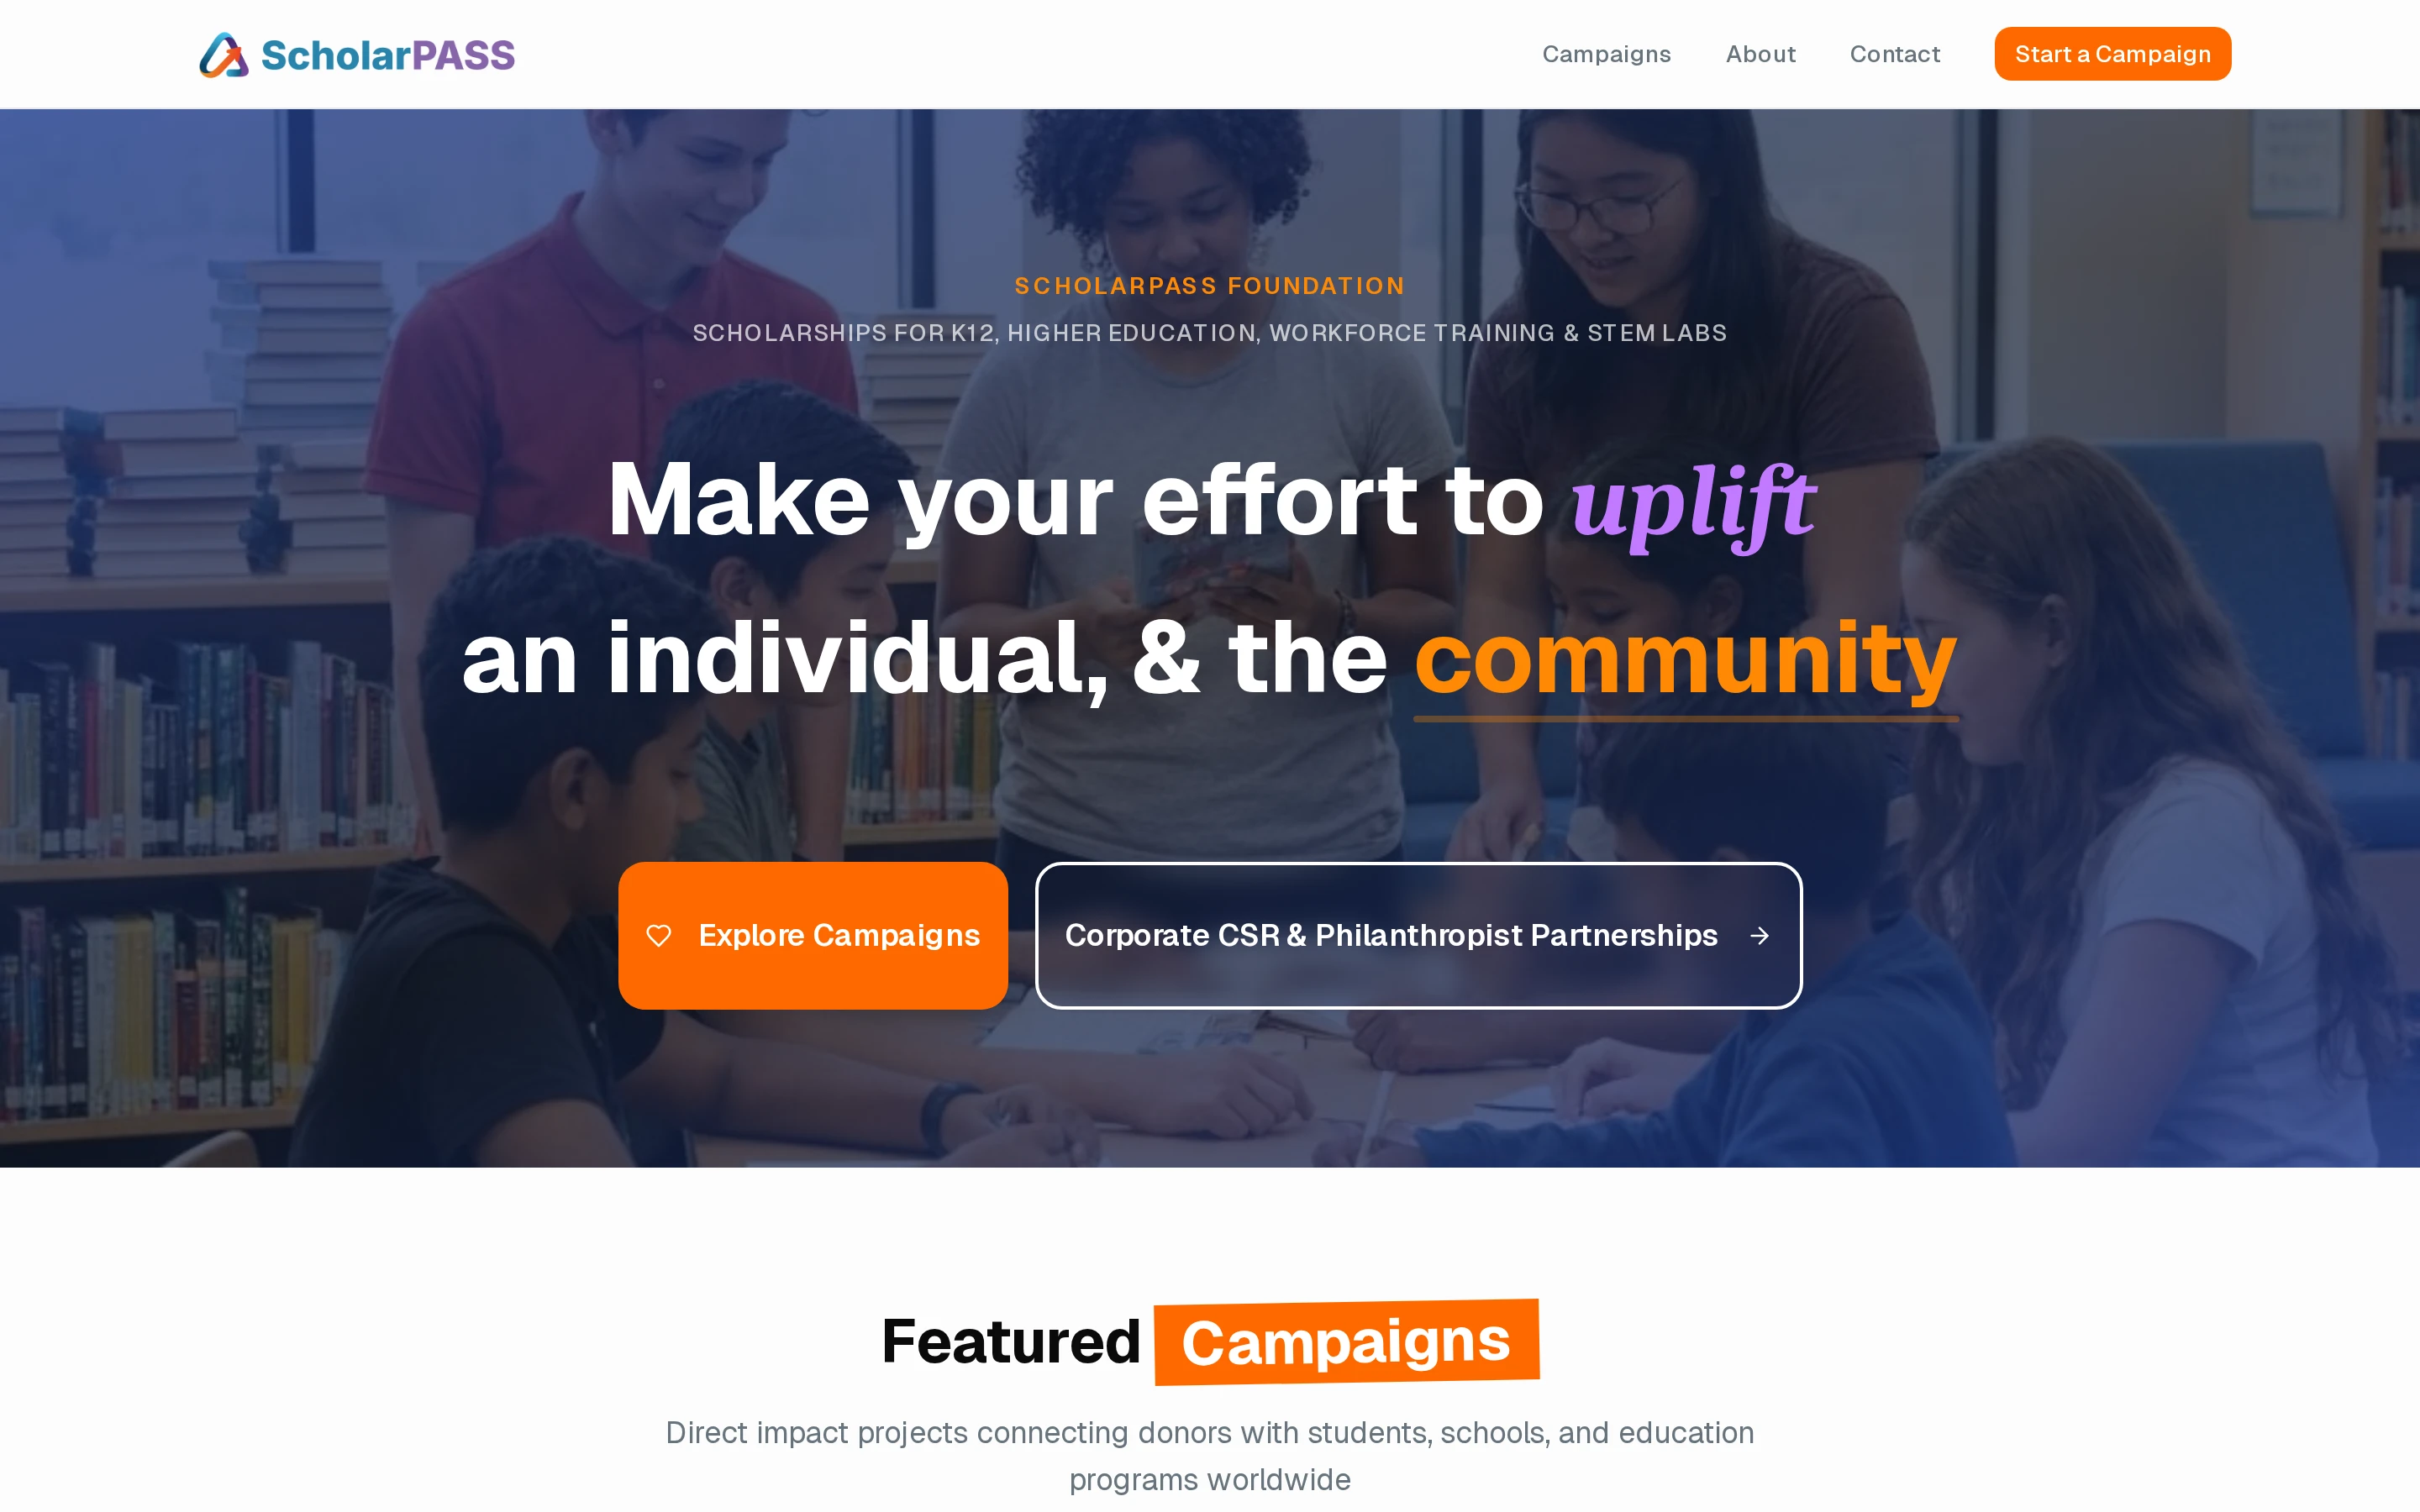 ScholarPASS
Campaigns
About
Contact
Start a Campaign
SCHOLARPASS FOUNDATION
SCHOLARSHIPS FOR K12, HIGHER EDUCATION, WORKFORCE TRAINING & STEM LABS
Make your effort to uplift
an individual, & the community
Explore Campaigns
Corporate CSR & Philanthropist Partnerships
Featured Campaigns
Direct impact projects connecting donors with students, schools, and education
programs worldwide